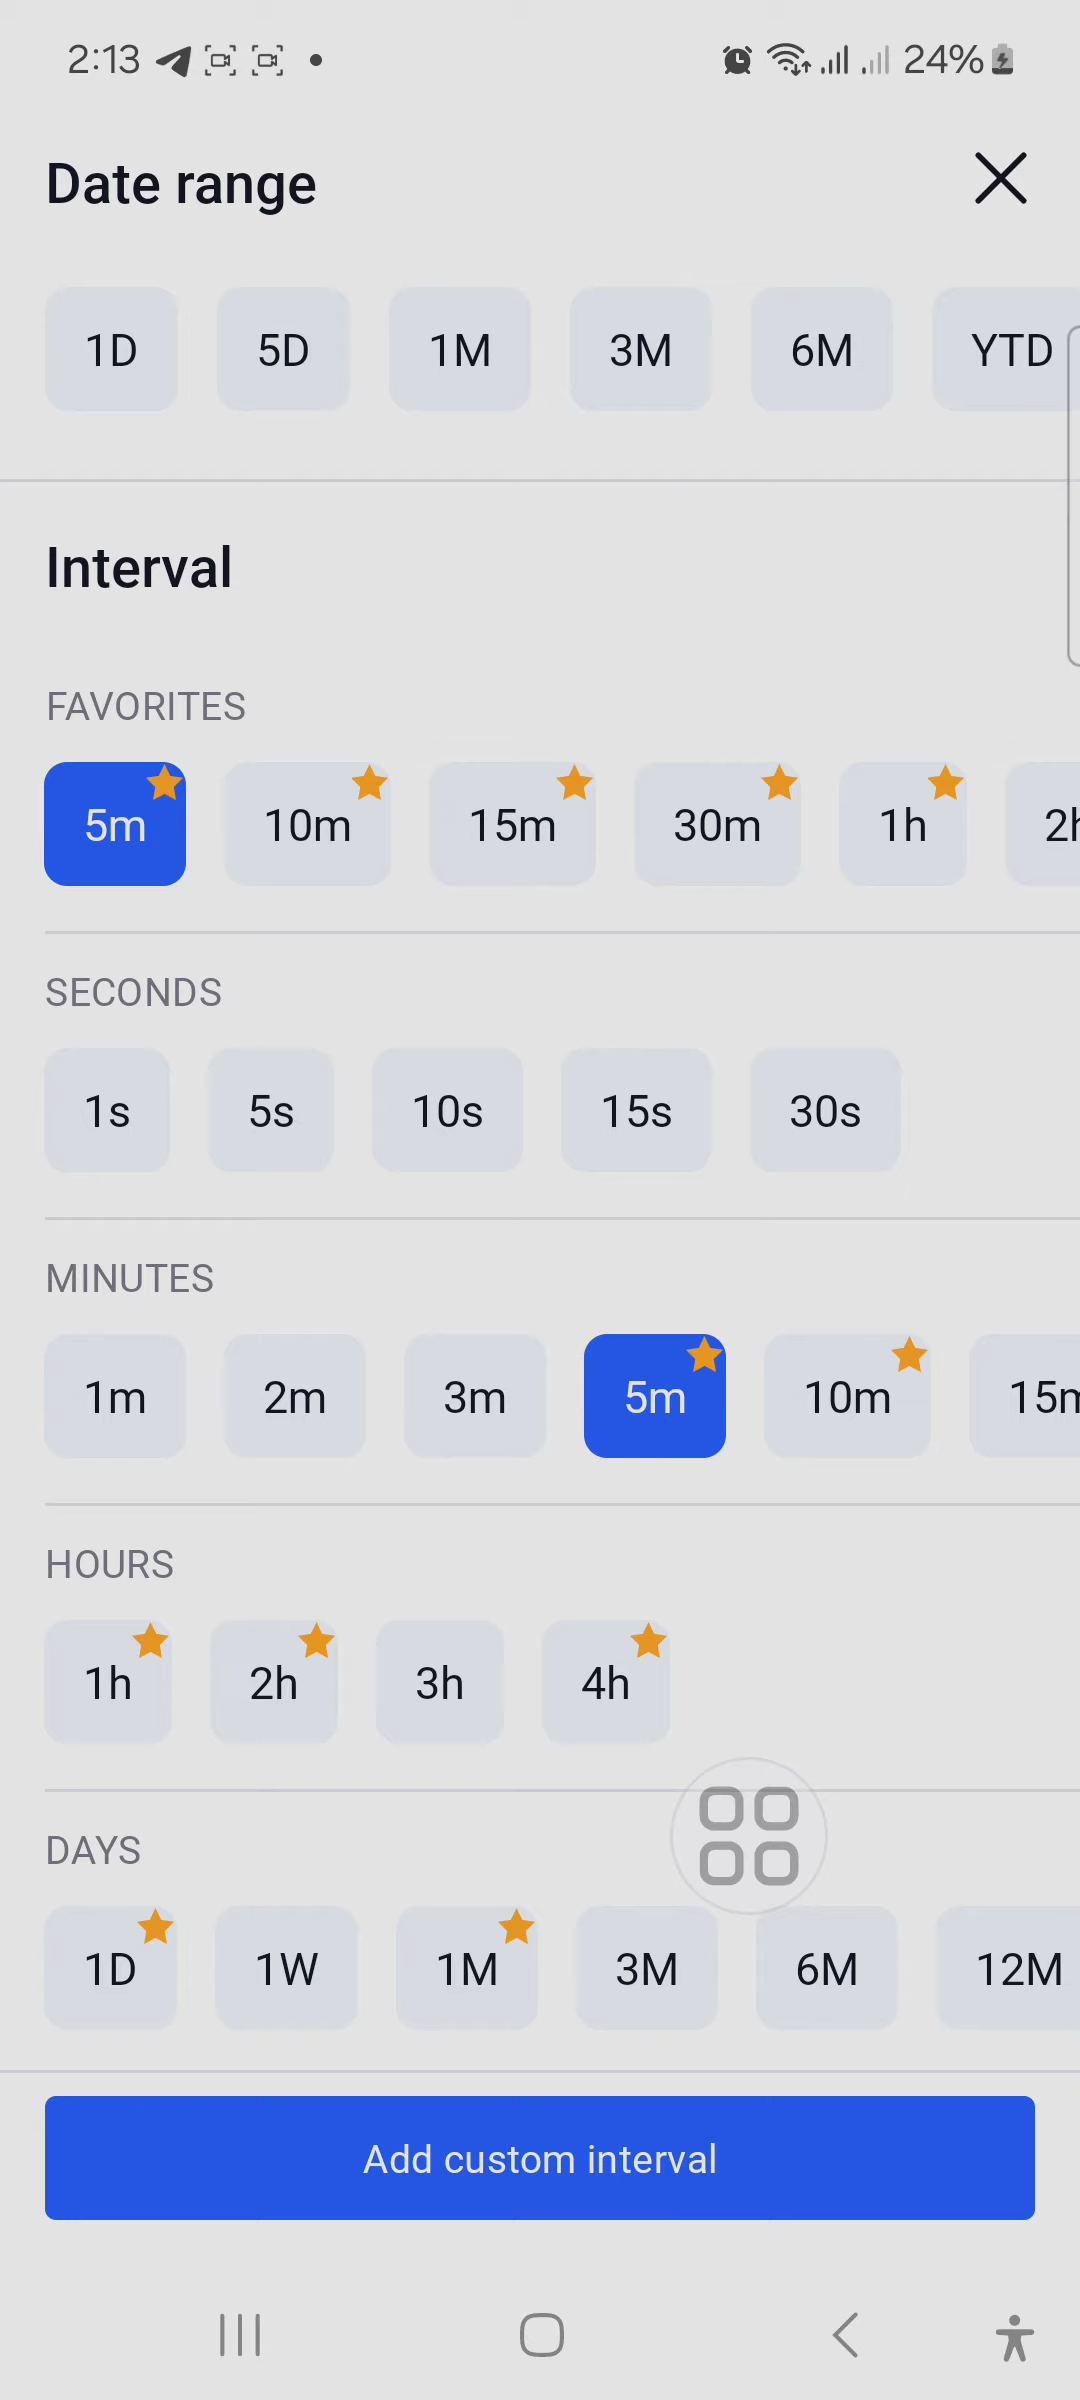 2:13 24%
Date range
1D 5D 1M 3M 6M YTD
Interval
FAVORITES
5m 10m 15m 30m 1h 2h
SECONDS
1s 5s 10s 15s 30s
MINUTES
1m 2m 3m 5m 10m 15m
HOURS
1h 2h 3h 4h
DAYS
1D 1W 1M 3M 6M 12M
Add custom interval